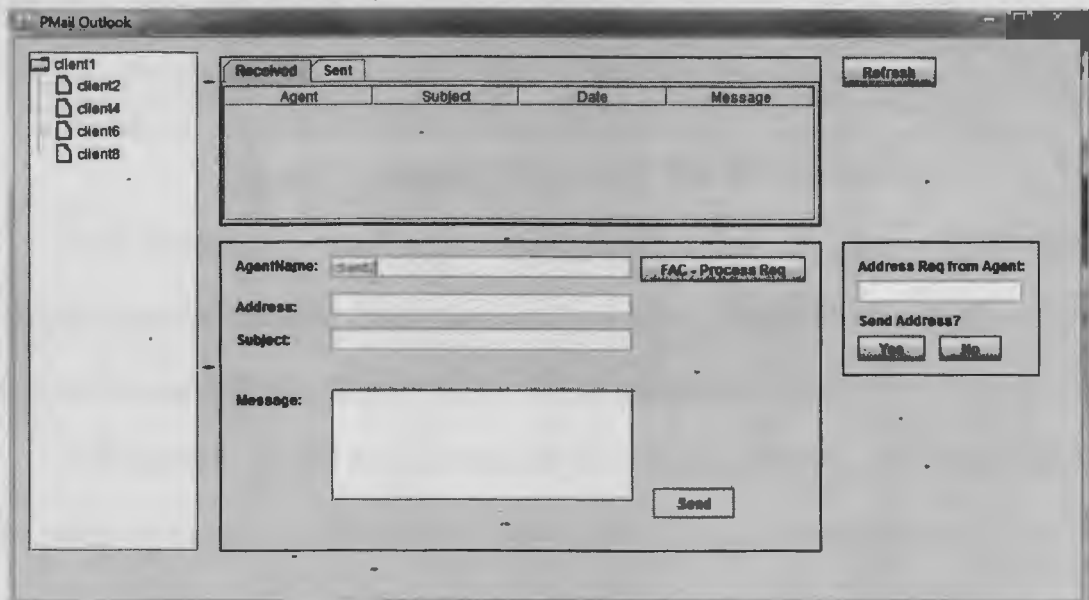 PMail Outlook
client1
client2
client4
client6
client8
Received Sent
Agent Subject Date Message
Refresh
AgentName:
FAC - Process Req
Address:
Subject:
Message:
Send
Address Req from Agent:
Send Address?
Yes No